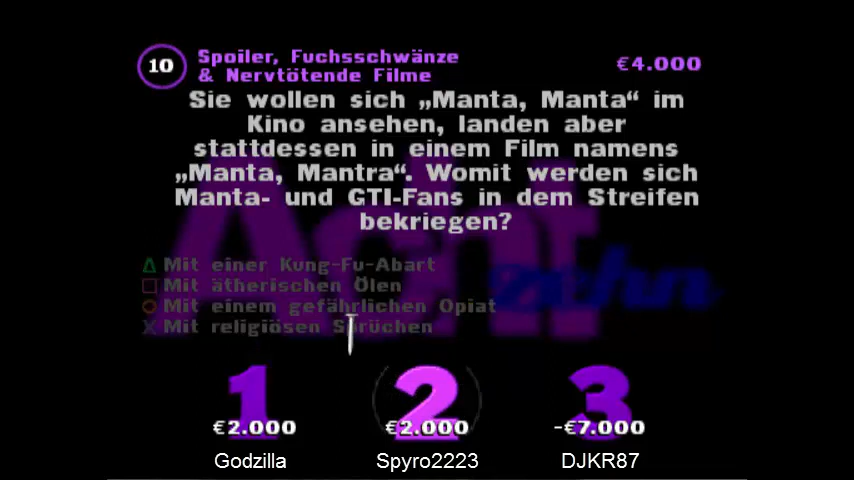 10
Spoiler, Fuchsschwänze
& Nervtötende Filme
€4.000
Sie wollen sich „Manta, Manta“ im
Kino ansehen, landen aber
stattdessen in einem Film namens
„Manta, Mantra“. Womit werden sich
Manta- und GTI-Fans in dem Streifen
bekriegen?
Acht
zehn
Δ Mit einer Kung-Fu-Abart
□ Mit ätherischen Ölen
O Mit einem gefährlichen Opiat
X Mit religiösen Sprüchen
1 2 3
€2.000 €2.000 -€7.000
Godzilla Spyro2223 DJKR87